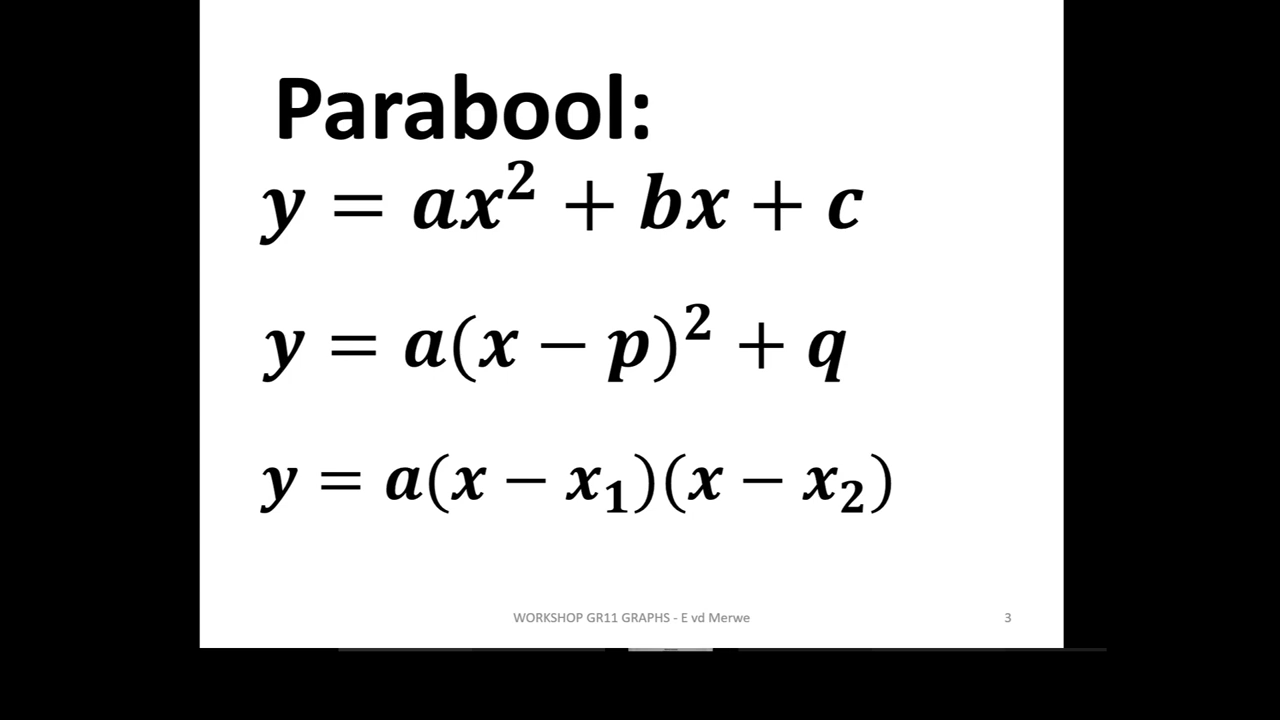 Parabool:
y = ax² + bx + c
y = a(x − p)² + q
y = a(x − x₁)(x − x₂)
WORKSHOP GR11 GRAPHS - E vd Merwe
3